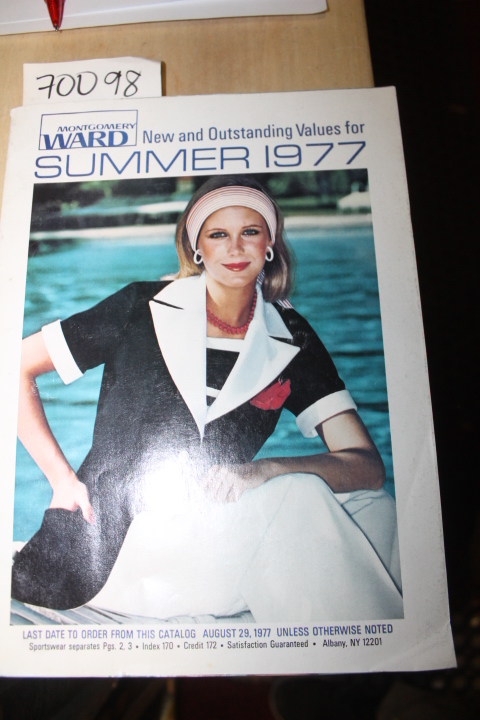 70098
MONTGOMERY
WARD
New and Outstanding Values for
SUMMER 1977
LAST DATE TO ORDER FROM THIS CATALOG AUGUST 29, 1977 UNLESS OTHERWISE NOTED
Sportswear separates Pgs. 2, 3 • Index 170 • Credit 172 • Satisfaction Guaranteed • Albany, NY 12201